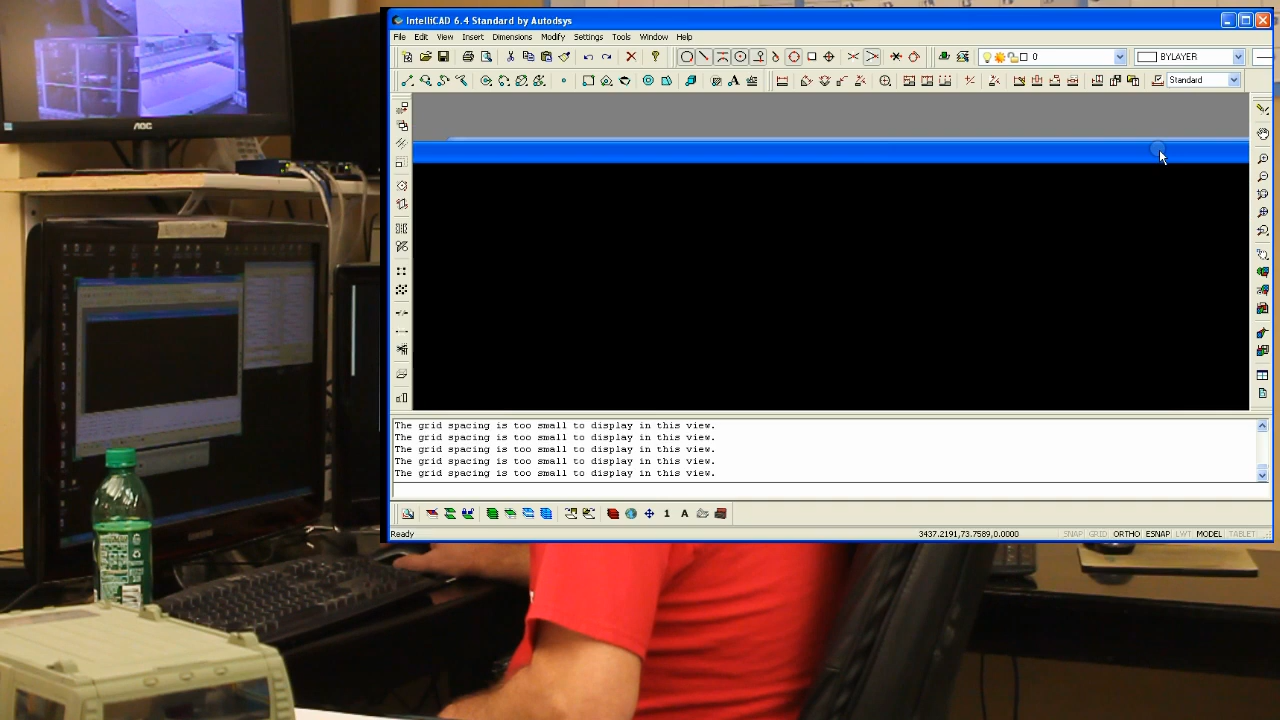 IntelliCAD 6.4 Standard by Autodsys
File Edit View Insert Dimensions Modify Settings Tools Window Help
0
BYLAYER
A
Standard
The grid spacing is too small to display in this view.
The grid spacing is too small to display in this view.
The grid spacing is too small to display in this view.
The grid spacing is too small to display in this view.
The grid spacing is too small to display in this view.
1 A
Ready
3437.2191,73.7589,0.0000
SNAP GRID ORTHO ESNAP LWT MODEL TABLET
AOC